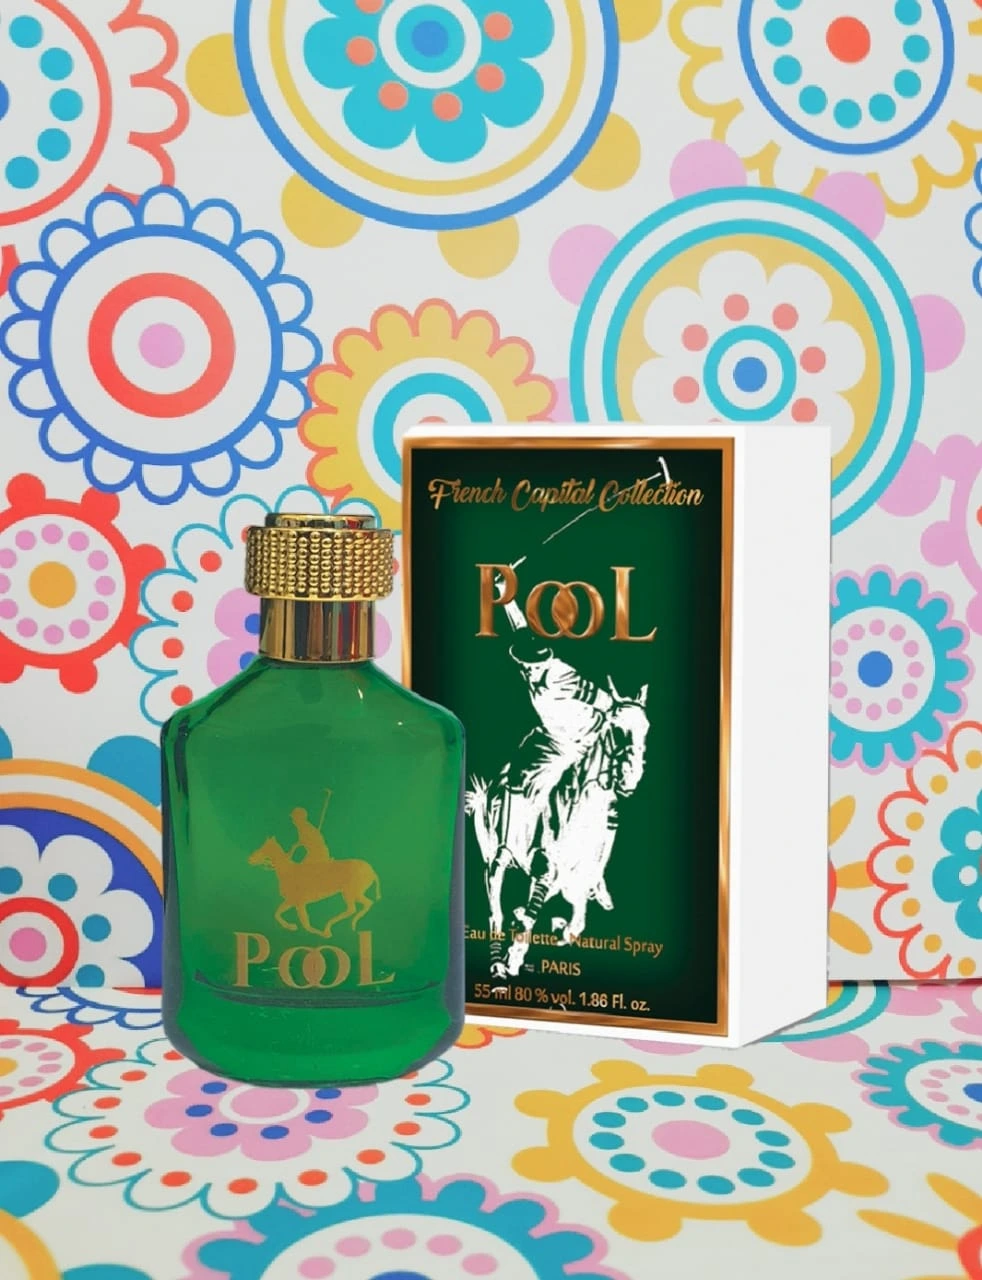 French Capital Collection
POOL
Eau de Toilette. Natural Spray
PARIS
55 ml 80 % vol. 1.86 Fl. oz.
POOL